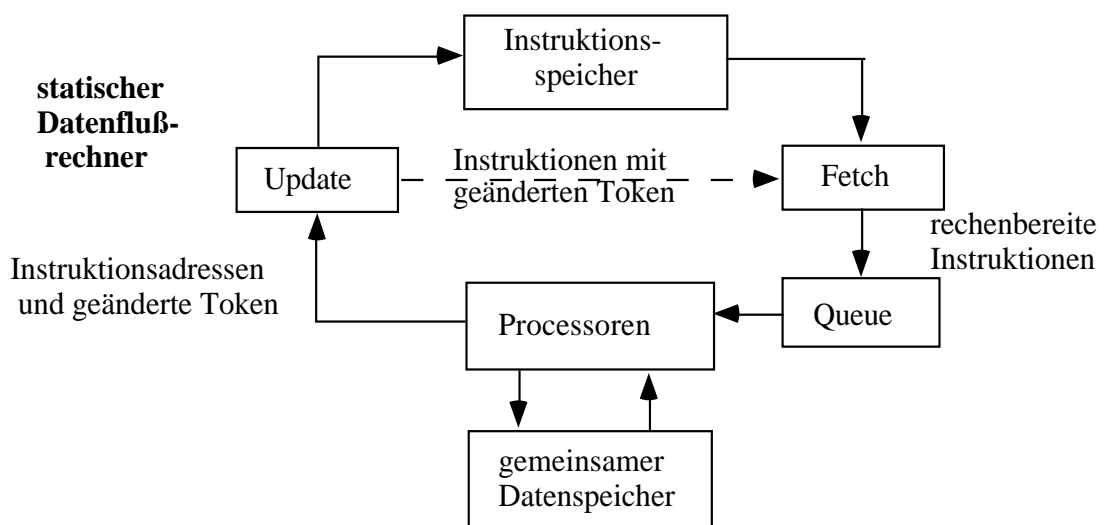 Instruktions-
speicher
statischer
Datenfluß-
rechner
Update
Instruktionen mit
geänderten Token
Fetch
rechenbereite
Instruktionen
Instruktionsadressen
und geänderte Token
Processoren
Queue
gemeinsamer
Datenspeicher